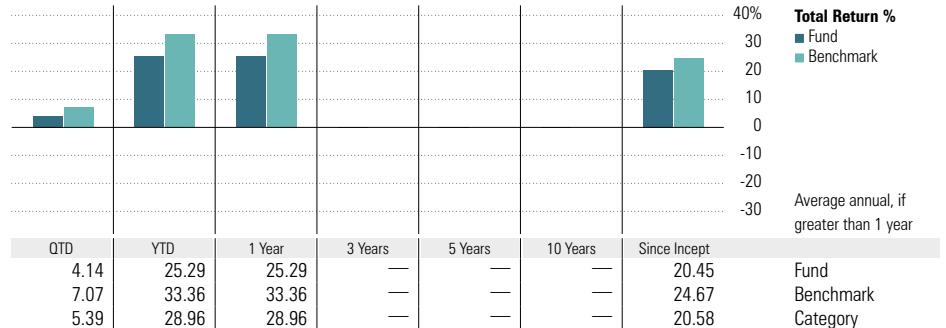 40%
30
20
10
0
-10
-20
-30
Total Return %
Fund
Benchmark
Average annual, if
greater than 1 year
QTD YTD 1 Year 3 Years 5 Years 10 Years Since Incept
4.14 25.29 25.29 — — — 20.45 Fund
7.07 33.36 33.36 — — — 24.67 Benchmark
5.39 28.96 28.96 — — — 20.58 Category